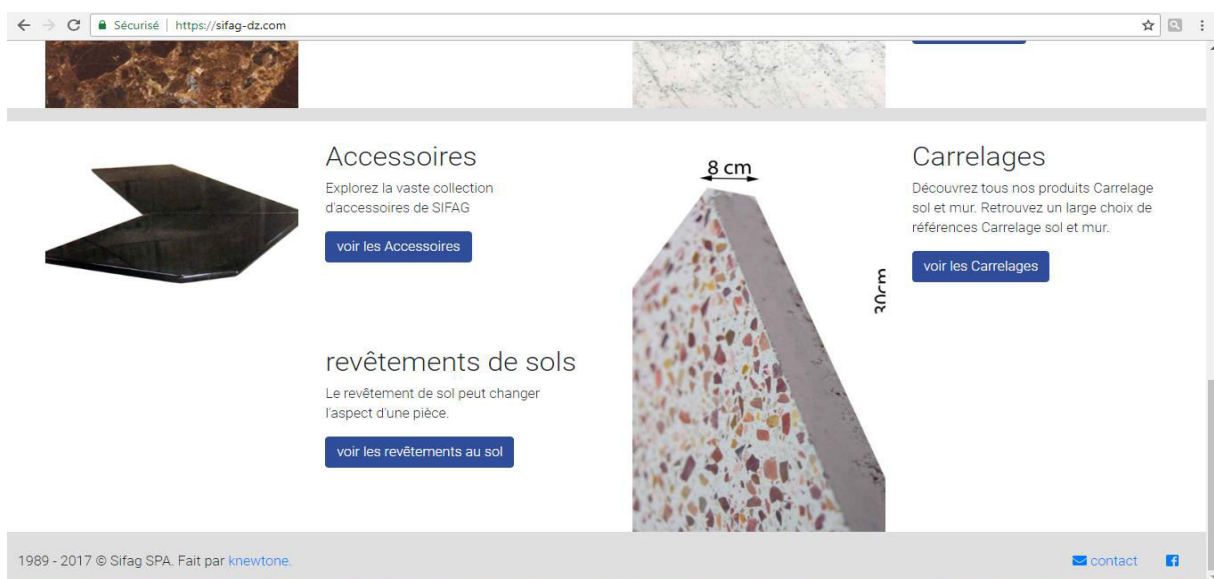 Sécurisé | https://sifag-dz.com
Accessoires
Explorez la vaste collection
d'accessoires de SIFAG
voir les Accessoires
revêtements de sols
Le revêtement de sol peut changer
l'aspect d'une pièce.
voir les revêtements au sol
8 cm
30cm
Carrelages
Découvrez tous nos produits Carrelage
sol et mur. Retrouvez un large choix de
références Carrelage sol et mur.
voir les Carrelages
1989 - 2017 © Sifag SPA. Fait par knewtone.
contact